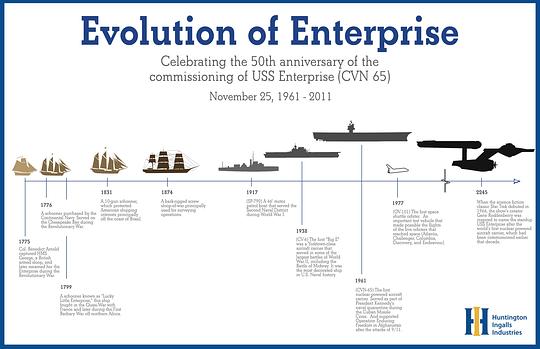 Evolution of Enterprise
Celebrating the 50th anniversary of the
commissioning of USS Enterprise (CVN 65)
November 25, 1961 - 2011
1775
Col. Benedict Arnold
captured HMS
George, a British
armed sloop, and
later renamed her the
Enterprise during the
Revolutionary War.
1776
A schooner purchased by the
Continental Navy. Served on
the Chesapeake Bay during
the Revolutionary War.
1799
A schooner known as "Lucky
Little Enterprise," this ship
fought in the Quasi-War with
France and later during the First
Barbary War off northern Africa.
1831
A 10-gun schooner,
which protected
American shipping
interests principally
off the coast of Brazil.
1874
A bark-rigged screw
sloop-of-war principally
used for surveying
operations.
1917
(SP-790) A 66' motor
patrol boat that served the
Norfolk Naval District
during World War I.
1938
(CV-6) The first "Big E"
was a Yorktown-class
aircraft carrier that
served in some of the
largest battles of World
War II, including the
Battle of Midway. It was
the most decorated ship
in U.S. Naval history.
1961
(CVN-65) The first
nuclear powered aircraft
carrier. Served as part of
President Kennedy's
naval quarantine during
the Cuban Missile
Crisis. And supported
Operation Enduring
Freedom in Afghanistan
after the attacks of 9/11.
1977
(OV-101) The first space
shuttle orbiter. An
important test vehicle that
made possible the flights
of the five orbiters that
reached space (Atlantis,
Challenger, Columbia,
Discovery, and Endeavour).
2245
When the science fiction
classic Star Trek debuted in
1966, the show's creator
Gene Roddenberry was
inspired to name the starship
USS Enterprise after the
world's first nuclear powered
aircraft carrier, which had
been commissioned earlier
that decade.
Huntington
Ingalls
Industries